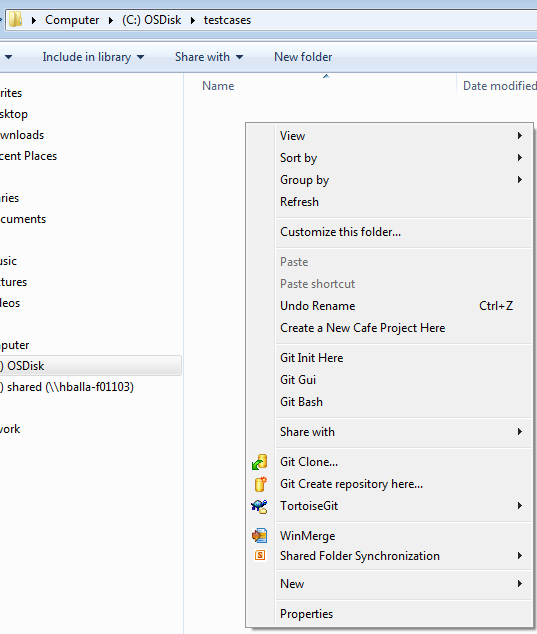 Computer (C:) OSDisk testcases
Include in library Share with New folder
Name Date modified
rites
sktop
wnloads
cent Places
ries
cuments
usic
tures
leos
puter
) OSDisk
) shared (\\hballa-f01103)
work
View
Sort by
Group by
Refresh
Customize this folder...
Paste
Paste shortcut
Undo Rename Ctrl+Z
Create a New Cafe Project Here
Git Init Here
Git Gui
Git Bash
Share with
Git Clone...
Git Create repository here...
TortoiseGit
WinMerge
Shared Folder Synchronization
New
Properties